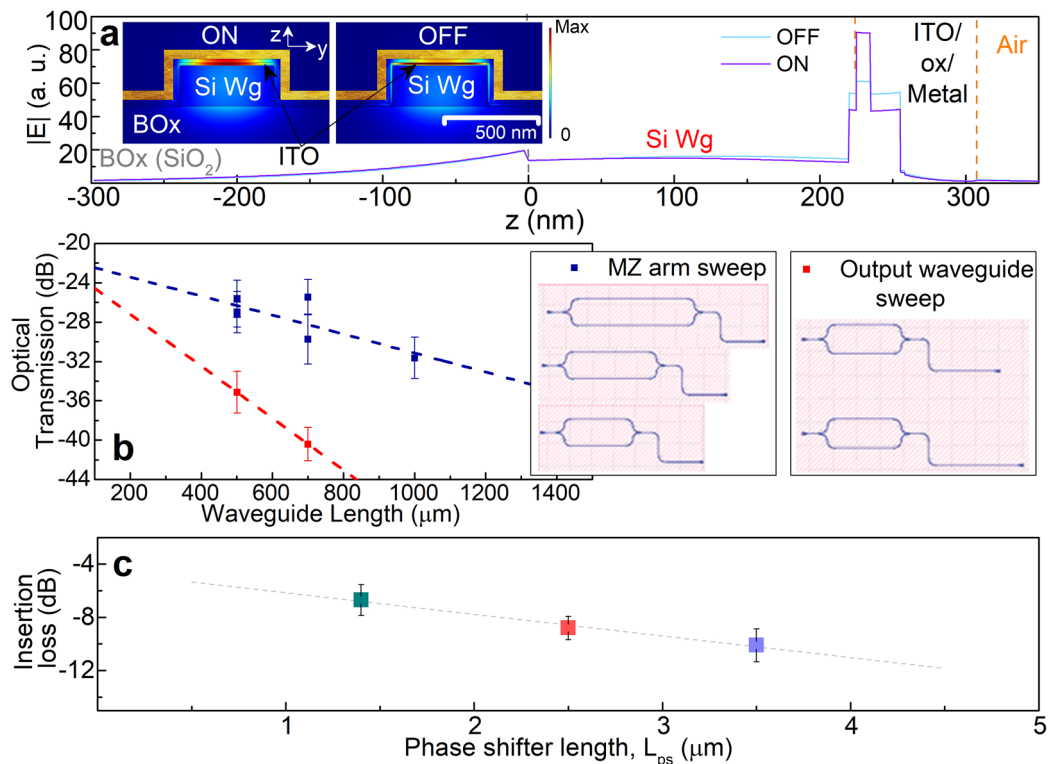 a
ON
OFF
z
y
Si Wg
Si Wg
BOx
ITO
500 nm
Max
0
OFF
ON
ITO/
ox/
Metal
Air
Si Wg
BOx (SiO₂)
|E| (a. u.)
100
80
60
40
20
-300 -200 -100 0 100 200 300
z (nm)
b
Optical
Transmission (dB)
-20
-24
-28
-32
-36
-40
-44
200 400 600 800 1000 1200 1400
Waveguide Length (μm)
MZ arm sweep
Output waveguide
sweep
c
Insertion
loss (dB)
-4
-8
-12
1 2 3 4 5
Phase shifter length, Lₚₛ (μm)